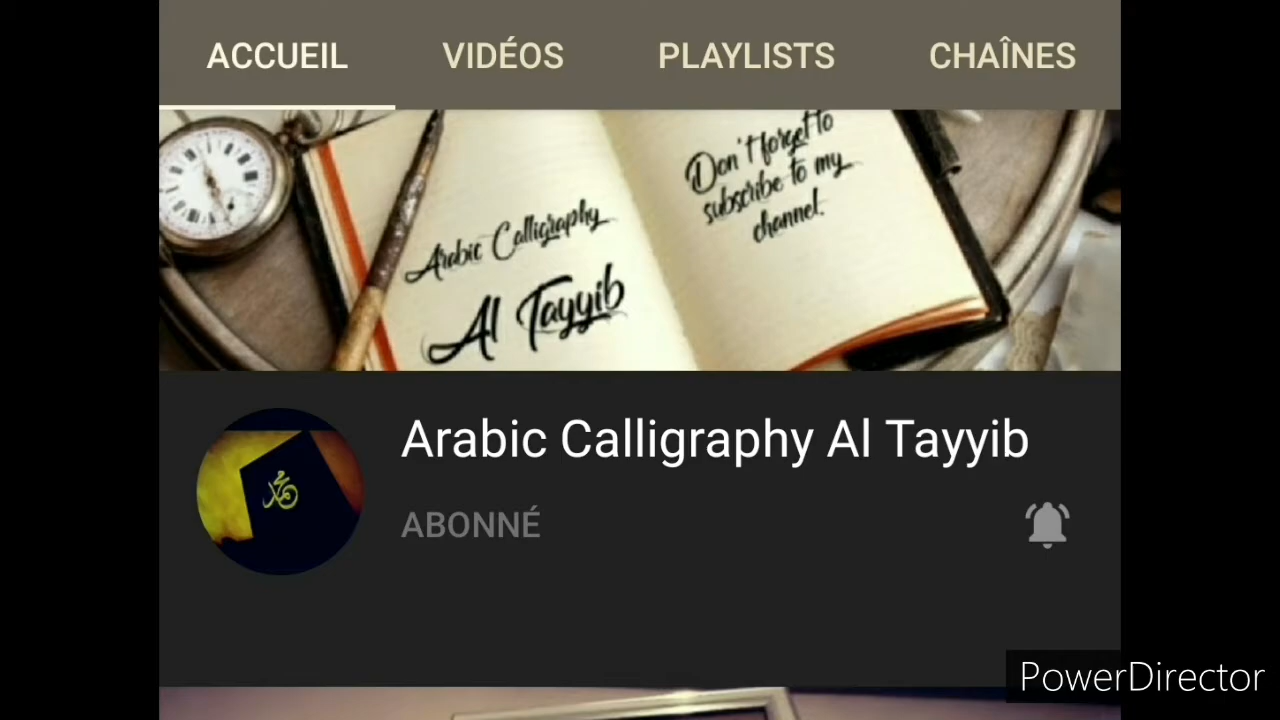 ACCUEIL VIDÉOS PLAYLISTS CHAÎNES
Arabic Calligraphy
Al Tayyib
Don't forget to
subscribe to my
channel.
Arabic Calligraphy Al Tayyib
محمد
ABONNÉ
PowerDirector